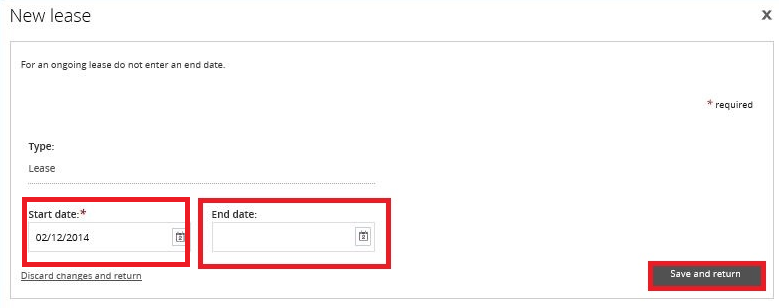 New lease
X
For an ongoing lease do not enter an end date.
* required
Type:
Lease
Start date:*
End date:
02/12/2014
Discard changes and return
Save and return